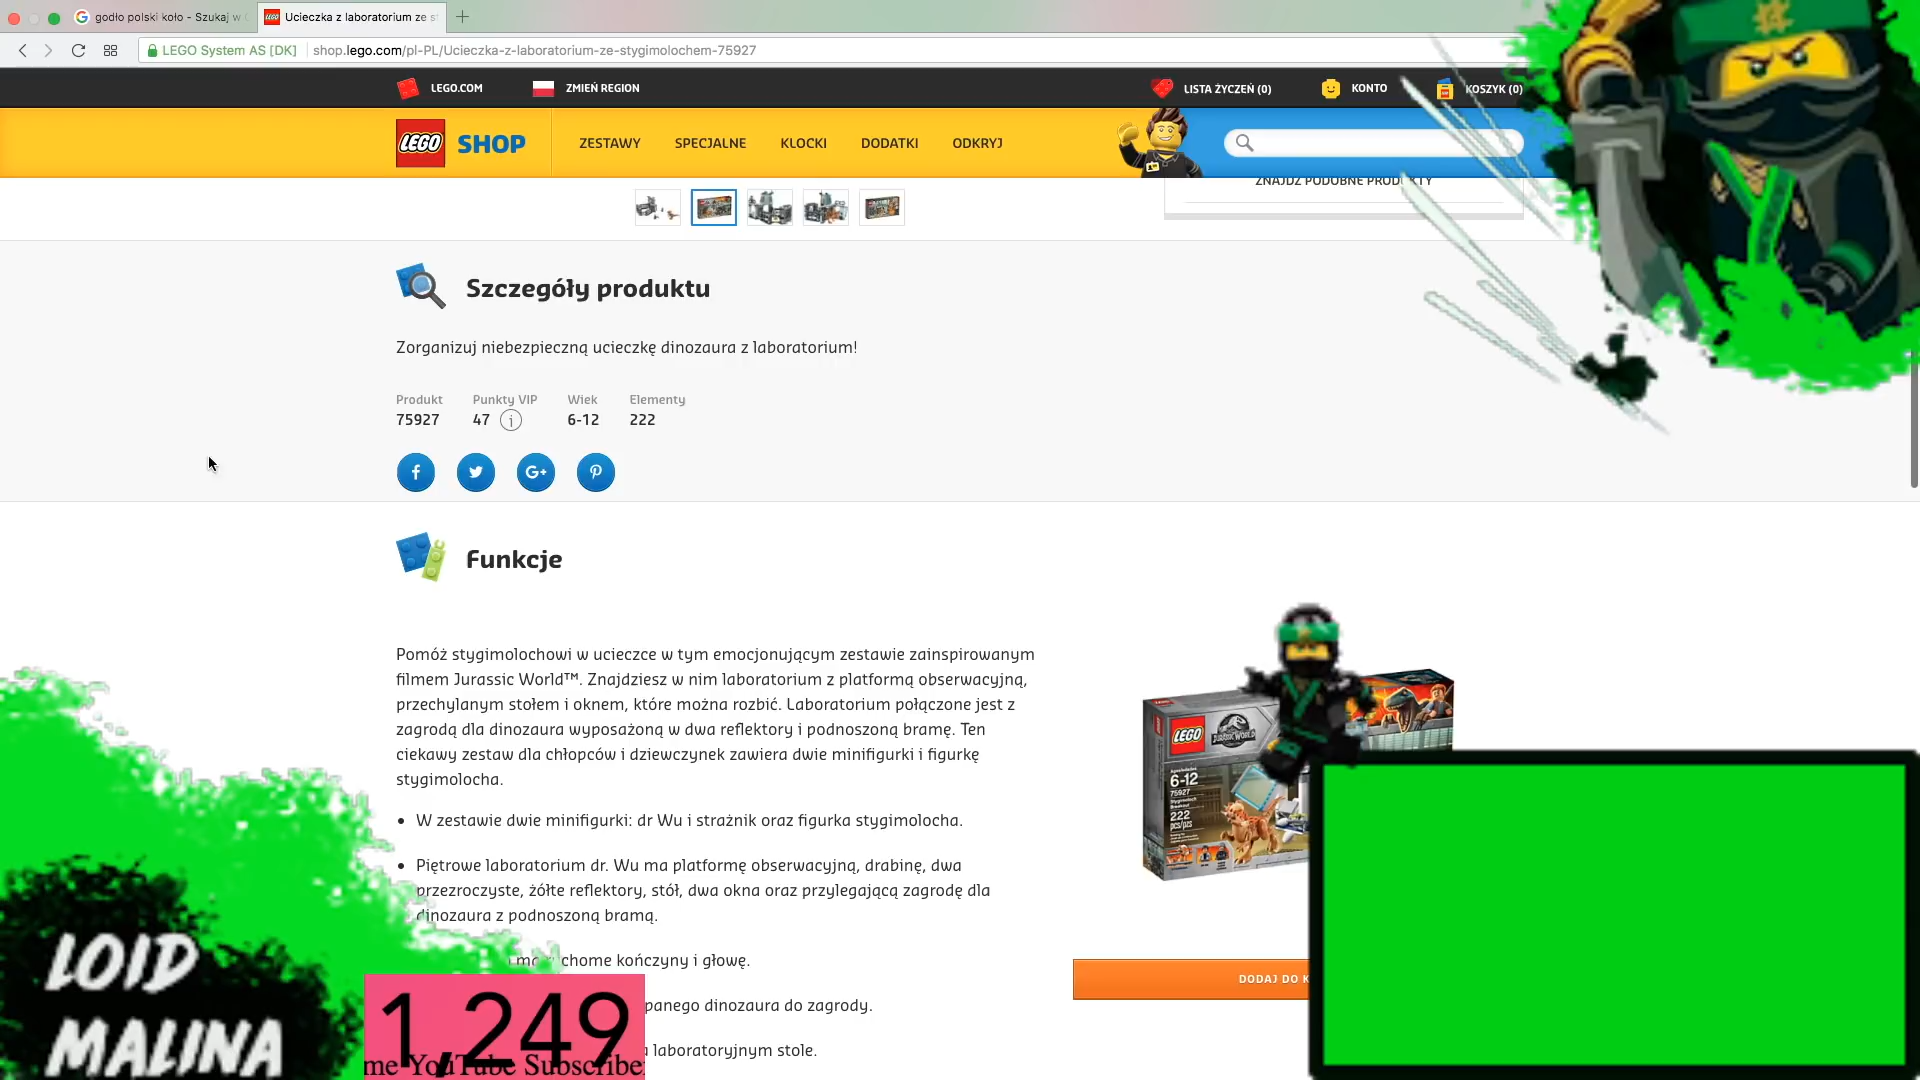 godło polski koło - Szukaj w
Ucieczka z laboratorium ze s
LEGO System AS [DK]
shop.lego.com/pl-PL/Ucieczka-z-laboratorium-ze-stygimolochem-75927
LEGO.COM
ZMIEŃ REGION
LISTA ŻYCZEŃ (0)
KONTO
KOSZYK (0)
LEGO SHOP
ZESTAWY
SPECJALNE
KLOCKI
DODATKI
ODKRYJ
ZNAJDŹ PODOBNE PRODUKTY
Szczegóły produktu
Zorganizuj niebezpieczną ucieczkę dinozaura z laboratorium!
Produkt Punkty VIP Wiek Elementy
75927 47 i 6-12 222
f G+
Funkcje
Pomóż stygimolochowi w ucieczce w tym emocjonującym zestawie zainspirowanym
filmem Jurassic World™. Znajdziesz w nim laboratorium z platformą obserwacyjną,
przechylanym stołem i oknem, które można rozbić. Laboratorium połączone jest z
zagrodą dla dinozaura wyposażoną w dwa reflektory i podnoszoną bramę. Ten
ciekawy zestaw dla chłopców i dziewczynek zawiera dwie minifigurki i figurkę
stygimolocha.
• W zestawie dwie minifigurki: dr Wu i strażnik oraz figurka stygimolocha.
• Piętrowe laboratorium dr. Wu ma platformę obserwacyjną, drabinę, dwa
przezroczyste, żółte reflektory, stół, dwa okna oraz przylegającą zagrodę dla
dinozaura z podnoszoną bramą.
chome kończyny i głowę.
panego dinozaura do zagrody.
laboratoryjnym stole.
LEGO
JURASSIC WORLD
6-12
75927
222
pcs/pzs
DODAJ DO K
LOID
MALINA
1,249
me YouTube Subscribe